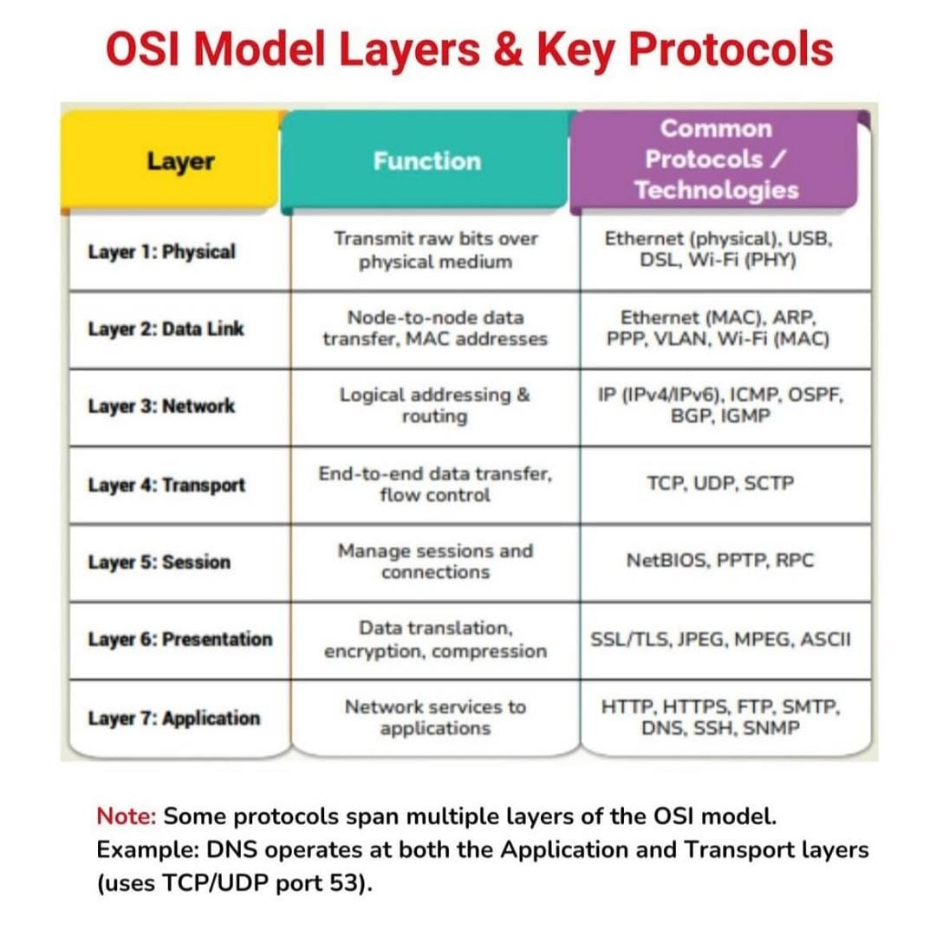 OSI Model Layers & Key Protocols
Layer
Function
Common
Protocols /
Technologies
Layer 1: Physical
Transmit raw bits over
physical medium
Ethernet (physical), USB,
DSL, Wi-Fi (PHY)
Layer 2: Data Link
Node-to-node data
transfer, MAC addresses
Ethernet (MAC), ARP,
PPP, VLAN, Wi-Fi (MAC)
Layer 3: Network
Logical addressing &
routing
IP (IPv4/IPv6), ICMP, OSPF,
BGP, IGMP
Layer 4: Transport
End-to-end data transfer,
flow control
TCP, UDP, SCTP
Layer 5: Session
Manage sessions and
connections
NetBIOS, PPTP, RPC
Layer 6: Presentation
Data translation,
encryption, compression
SSL/TLS, JPEG, MPEG, ASCII
Layer 7: Application
Network services to
applications
HTTP, HTTPS, FTP, SMTP,
DNS, SSH, SNMP
Note: Some protocols span multiple layers of the OSI model.
Example: DNS operates at both the Application and Transport layers
(uses TCP/UDP port 53).